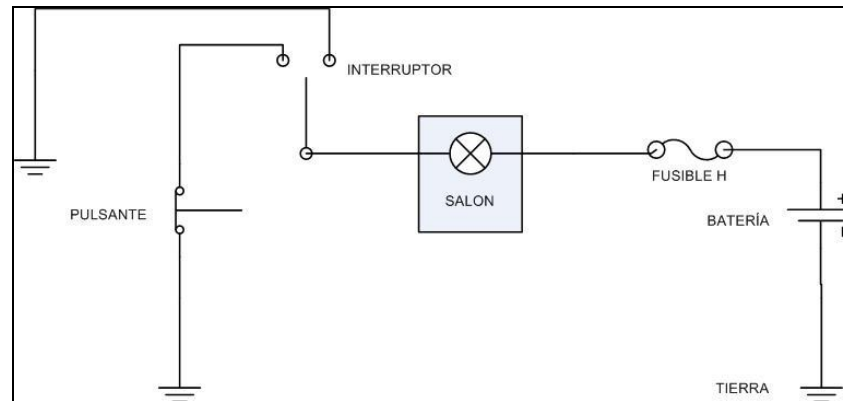 INTERRUPTOR
FUSIBLE H
PULSANTE
SALON
BATERÍA
+
TIERRA